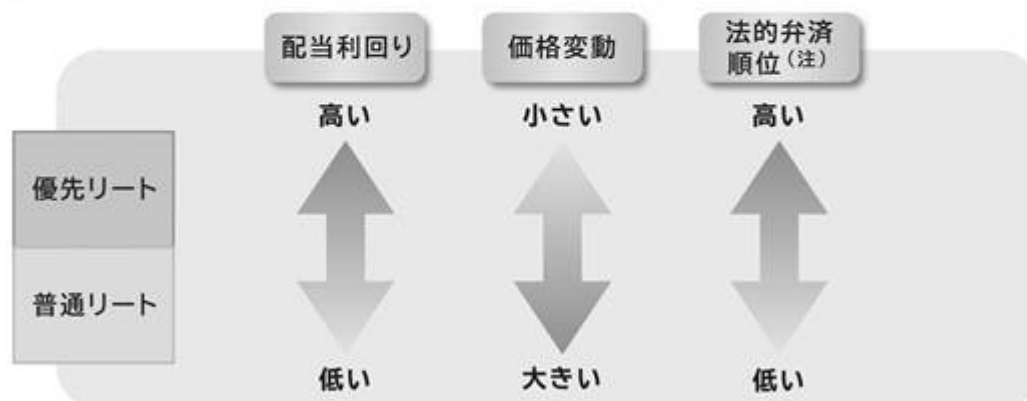 配当利回り
価格変動
法的弁済
順位(注)
高い
小さい
高い
優先リート
普通リート
低い
大きい
低い